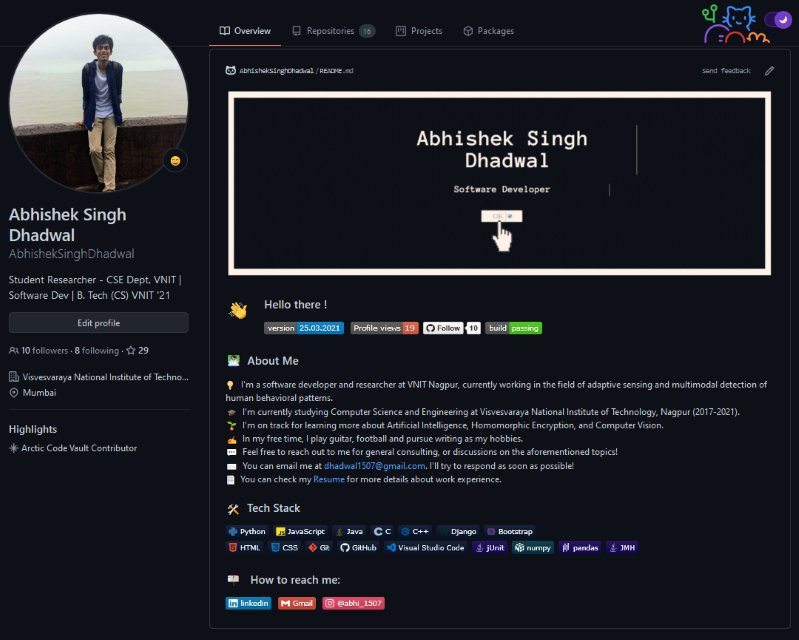 Overview
Repositories 16
Projects
Packages
AbhishekSinghDhadwal/README.md
Send feedback
Abhishek Singh
Dhadwal
Software Developer
OK
Abhishek Singh
Dhadwal
AbhishekSinghDhadwal
Student Researcher - CSE Dept, VNIT |
Software Dev | B. Tech (CS) VNIT '21
Edit profile
10 followers · 8 following · 29
Visvesvaraya National Institute of Techno...
Mumbai
Highlights
Arctic Code Vault Contributor
Hello there !
version 25.03.2021 Profile views 19 Follow 10 build passing
About Me
I'm a software developer and researcher at VNIT Nagpur, currently working in the field of adaptive sensing and multimodal detection of
human behavioral patterns.
I'm currently studying Computer Science and Engineering at Visvesvaraya National Institute of Technology, Nagpur (2017-2021).
I'm on track for learning more about Artificial Intelligence, Homomorphic Encryption, and Computer Vision.
In my free time, I play guitar, football and pursue writing as my hobbies.
Feel free to reach out to me for general consulting, or discussions on the aforementioned topics!
You can email me at dhadwal1507@gmail.com. I'll try to respond as soon as possible!
You can check my Resume for more details about work experience.
Tech Stack
Python JavaScript Java C C++ Django Bootstrap
HTML CSS Git GitHub Visual Studio Code jUnit numpy pandas JMH
How to reach me:
linkedin Gmail @abhi_1507